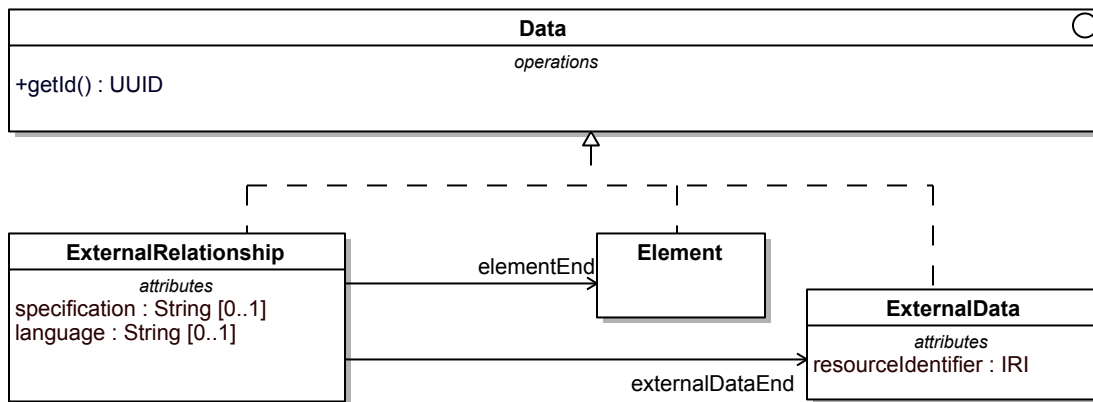 Data
operations
+getId() : UUID
ExternalRelationship
attributes
specification : String [0..1]
language : String [0..1]
elementEnd
Element
externalDataEnd
ExternalData
attributes
resourceIdentifier : IRI